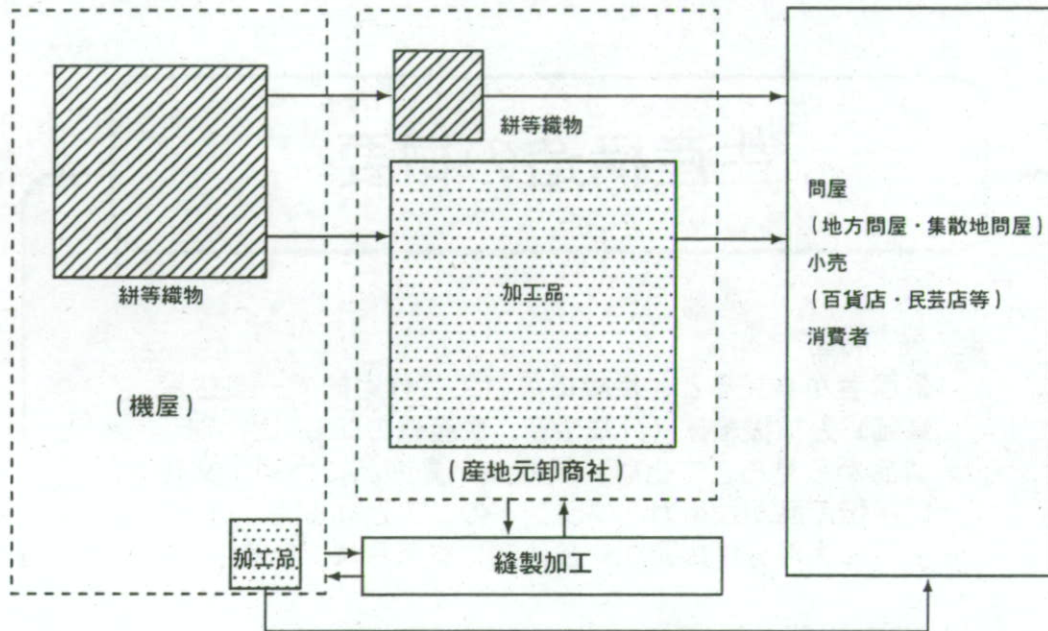 絣等織物
(機屋)
加工品
絣等織物
加工品
(産地元卸商社)
縫製加工
問屋
(地方問屋・集散地問屋)
小売
(百貨店・民芸店等)
消費者